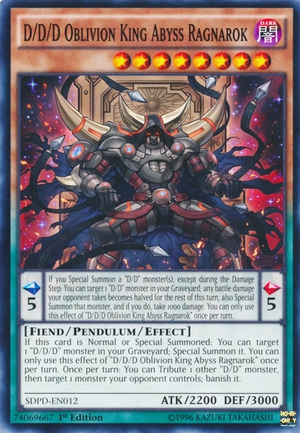 D/D/D OBLIVION KING ABYSS RAGNAROK
DARK
闇
If you Special Summon a "D/D" monster(s), except during the Damage
Step: You can target 1 "D/D" monster in your Graveyard; any battle damage
your opponent takes becomes halved for the rest of this turn, also Special
Summon that monster, and if you do, take 1000 damage. You can only use
this effect of "D/D/D Oblivion King Abyss Ragnarok" once per turn.
5
5
[FIEND/PENDULUM/EFFECT]
If this card is Normal or Special Summoned: You can target
1 "D/D" monster in your Graveyard; Special Summon it. You can
only use this effect of "D/D/D Oblivion King Abyss Ragnarok" once
per turn. Once per turn: You can Tribute 1 other "D/D" monster,
then target 1 monster your opponent controls; banish it.
SDPD-EN012
ATK/2200 DEF/3000
74069667
1st Edition
©1996 KAZUKI TAKAHASHI